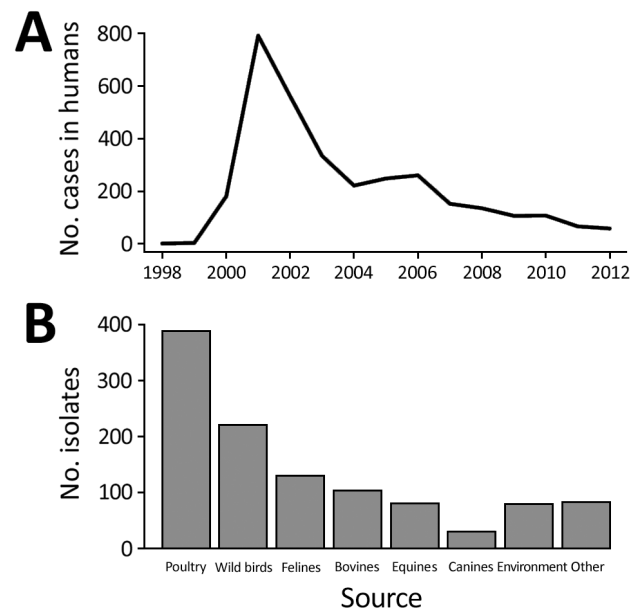 A
No. cases in humans
800
600
400
200
0
1998 2000 2002 2004 2006 2008 2010 2012
B
No. isolates
400
300
200
100
0
Poultry Wild birds Felines Bovines Equines Canines Environment Other
Source